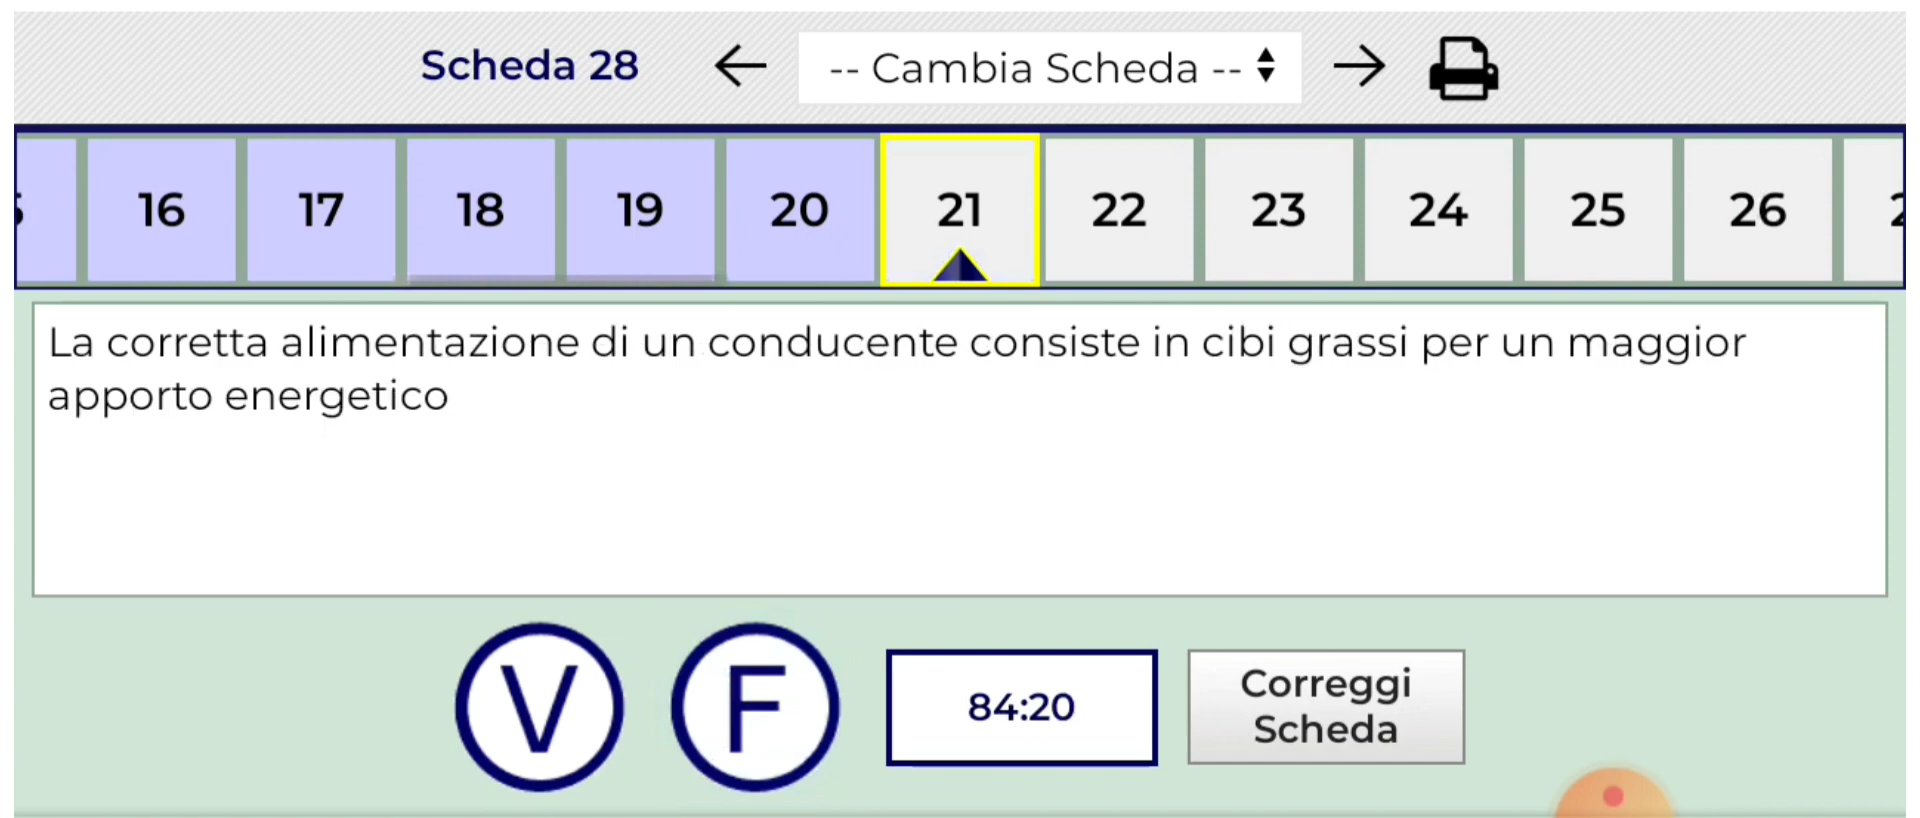 Scheda 28
-- Cambia Scheda --
16 17 18 19 20 21 22 23 24 25 26
La corretta alimentazione di un conducente consiste in cibi grassi per un maggior
apporto energetico
V F 84:20 Correggi
Scheda